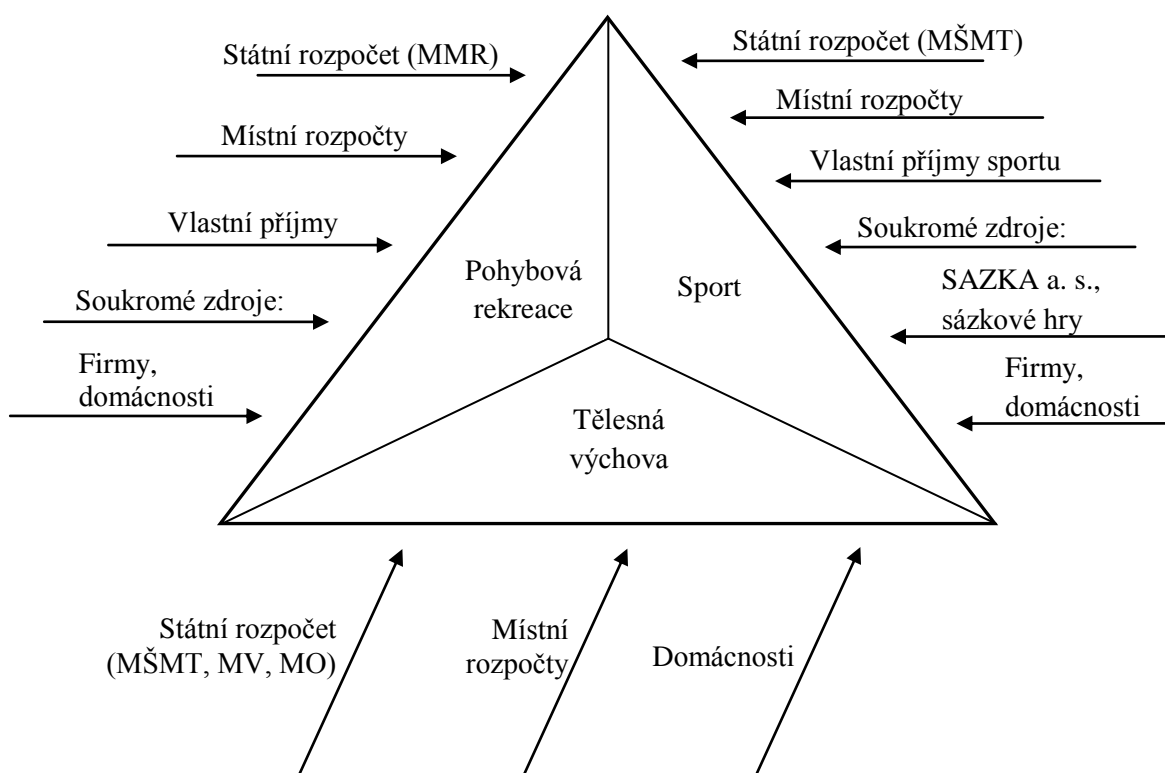 Státní rozpočet (MMR)
Místní rozpočty
Vlastní příjmy
Soukromé zdroje:
Firmy,
domácnosti
Státní rozpočet (MŠMT)
Místní rozpočty
Vlastní příjmy sportu
Soukromé zdroje:
SAZKA a. s.,
sázkové hry
Firmy,
domácnosti
Pohybová
rekreace
Sport
Tělesná
výchova
Státní rozpočet
(MŠMT, MV, MO)
Místní
rozpočty
Domácnosti